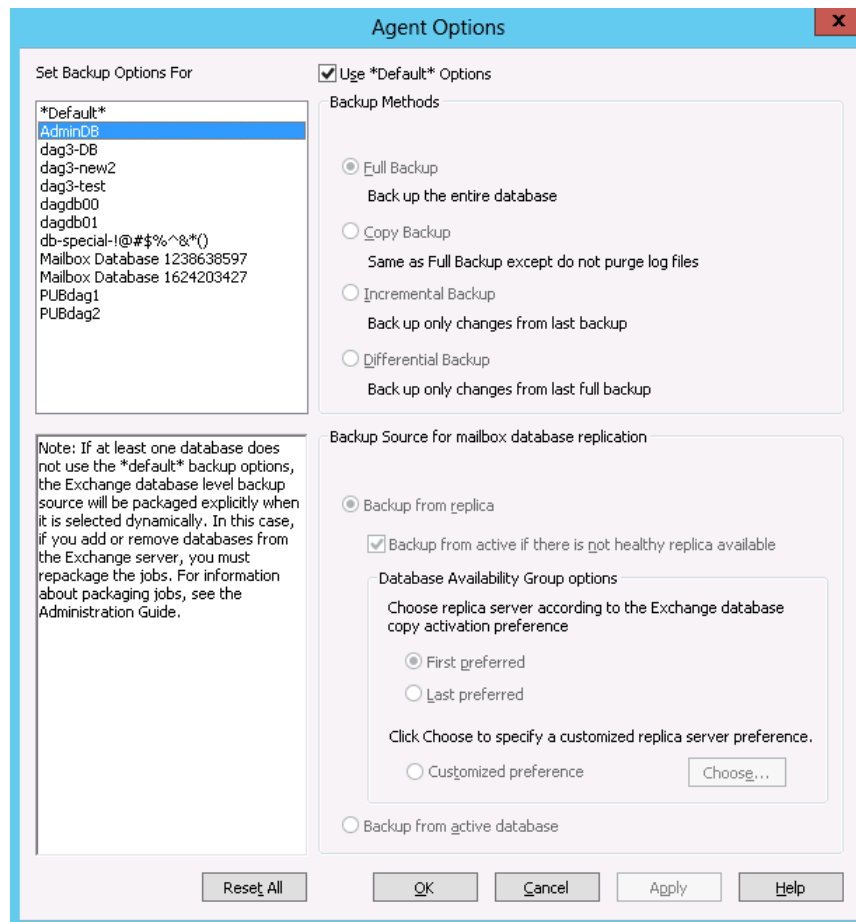 Agent Options
x
Set Backup Options For
Use *Default* Options
*Default*
AdminDB
dag3-DB
dag3-new2
dag3-test
dagdb00
dagdb01
db-special-!@#$%^&*()
Mailbox Database 1238638597
Mailbox Database 1624203427
PUBdag1
PUBdag2
Backup Methods
Full Backup
Back up the entire database
Copy Backup
Same as Full Backup except do not purge log files
Incremental Backup
Back up only changes from last backup
Differential Backup
Back up only changes from last full backup
Note: If at least one database does
not use the *default* backup options,
the Exchange database level backup
source will be packaged explicitly when
it is selected dynamically. In this case,
if you add or remove databases from
the Exchange server, you must
repackage the jobs. For information
about packaging jobs, see the
Administration Guide.
Backup Source for mailbox database replication
Backup from replica
Backup from active if there is not healthy replica available
Database Availability Group options
Choose replica server according to the Exchange database
copy activation preference
First preferred
Last preferred
Click Choose to specify a customized replica server preference.
Customized preference
Choose...
Backup from active database
Reset All
OK
Cancel
Apply
Help